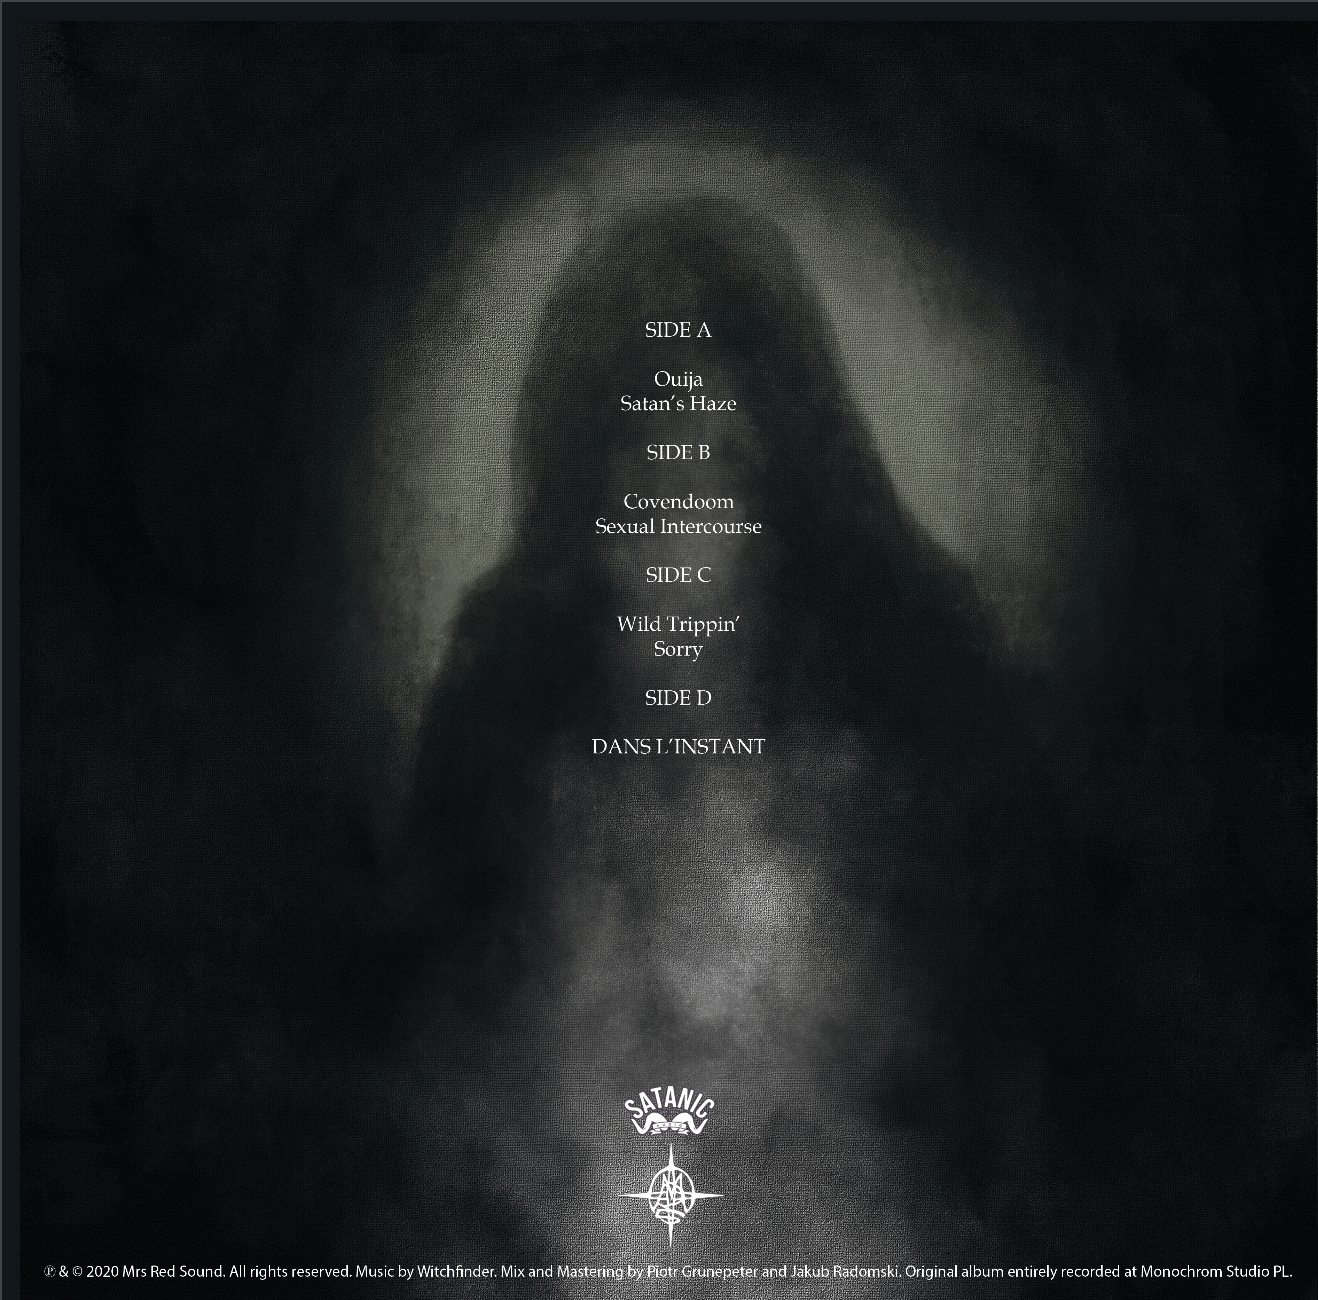 SIDE A
Ouija
Satan’s Haze
SIDE B
Covendoom
Sexual Intercourse
SIDE C
Wild Trippin’
Sorry
SIDE D
DANS L’INSTANT
SATANIC
℗ & © 2020 Mrs Red Sound. All rights reserved. Music by Witchfinder. Mix and Mastering by Piotr Grunepeter and Jakub Radomski. Original album entirely recorded at Monochrom Studio PL.